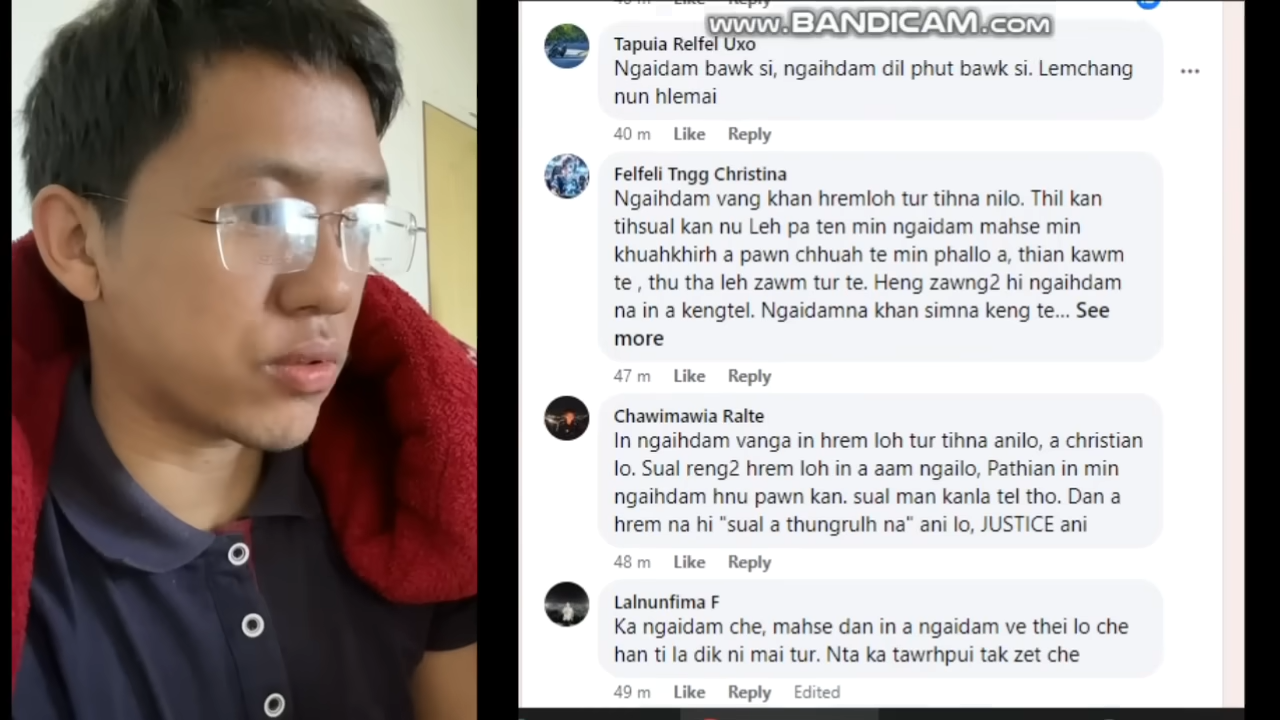 www.BANDICAM.com
Tapuia Relfel Uxo
Ngaidam bawk si, ngaihdam dil phut bawk si. Lemchang
nun hlemai
40 m Like Reply
Felfeli Tngg Christina
Ngaihdam vang khan hremloh tur tihna nilo. Thil kan
tihsual kan nu Leh pa ten min ngaidam mahse min
khuahkhirh a pawn chhuah te min phallo a, thian kawm
te , thu tha leh zawm tur te. Heng zawng2 hi ngaihdam
na in a kengtel. Ngaidamna khan simna keng te... See
more
47 m Like Reply
Chawimawia Ralte
In ngaihdam vanga in hrem loh tur tihna anilo, a christian
lo. Sual reng2 hrem loh in a aam ngailo, Pathian in min
ngaihdam hnu pawn kan. sual man kanla tel tho. Dan a
hrem na hi "sual a thungrulh na" ani lo, JUSTICE ani
48 m Like Reply
Lalnunfima F
Ka ngaidam che, mahse dan in a ngaidam ve thei lo che
han ti la dik ni mai tur. Nta ka tawrhpui tak zet che
49 m Like Reply Edited